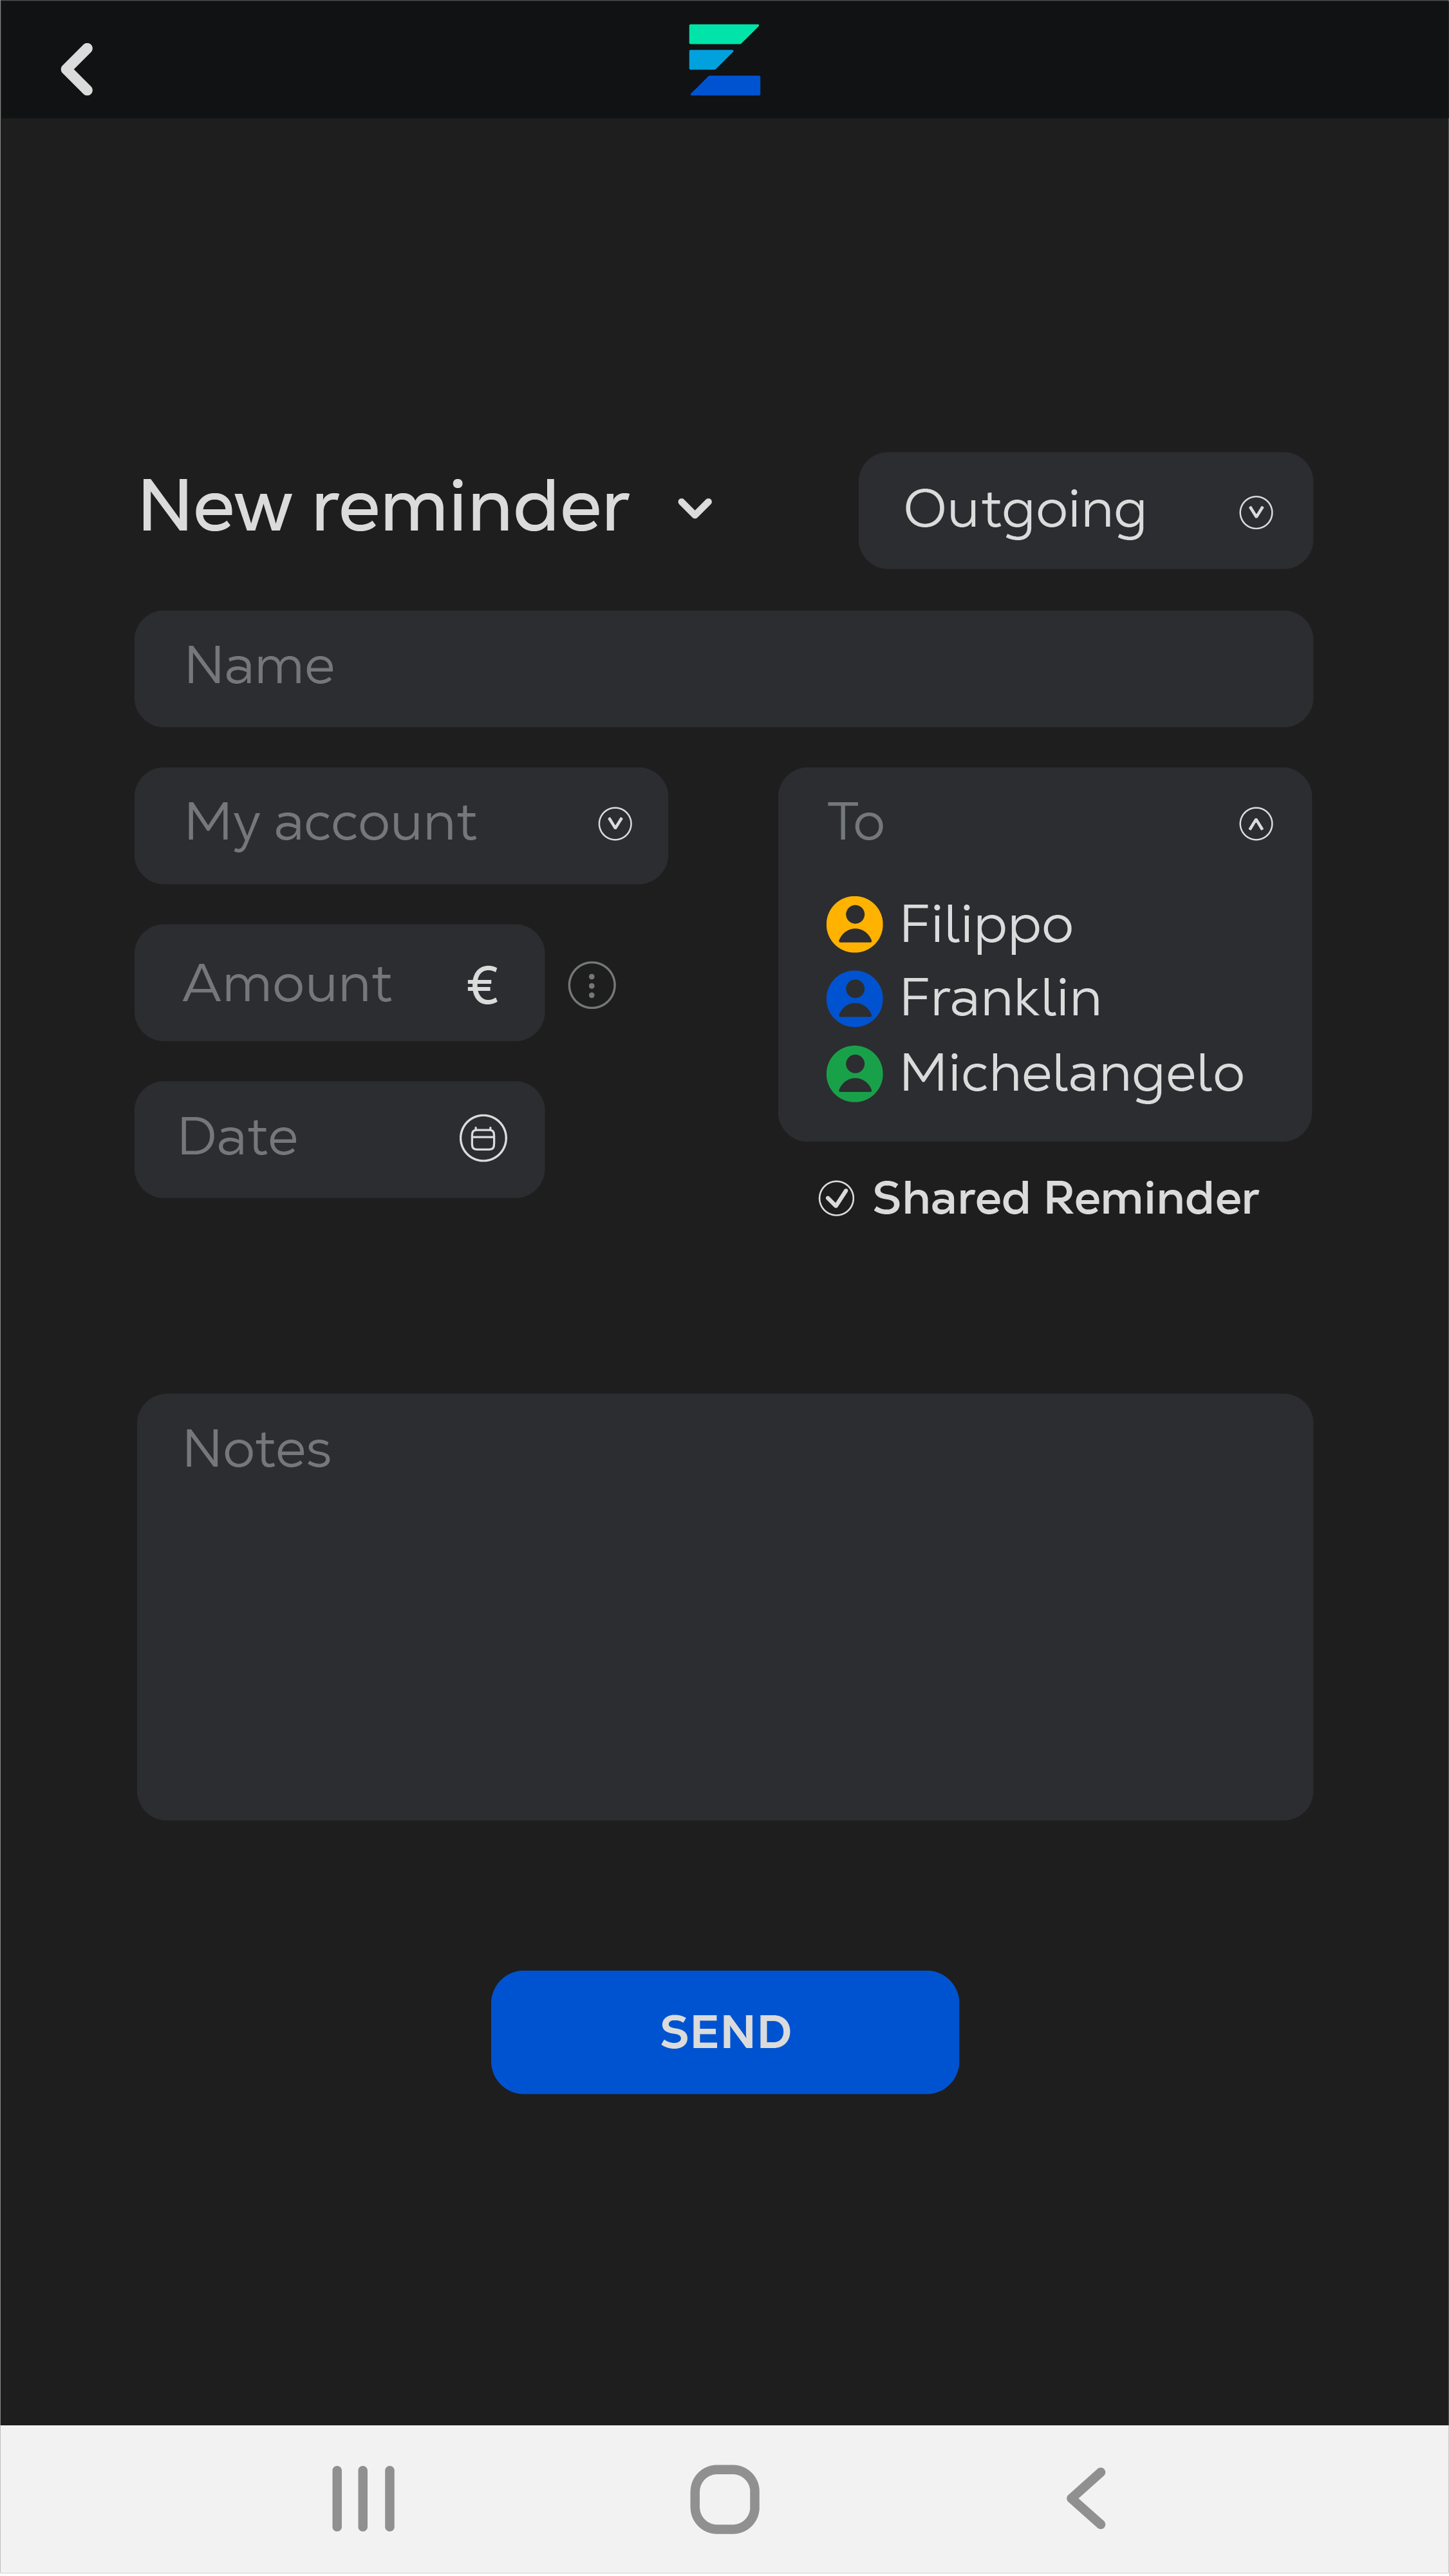 New reminder
Outgoing
Name
My account
To
Filippo
Franklin
Michelangelo
Amount €
Date
Shared Reminder
Notes
SEND